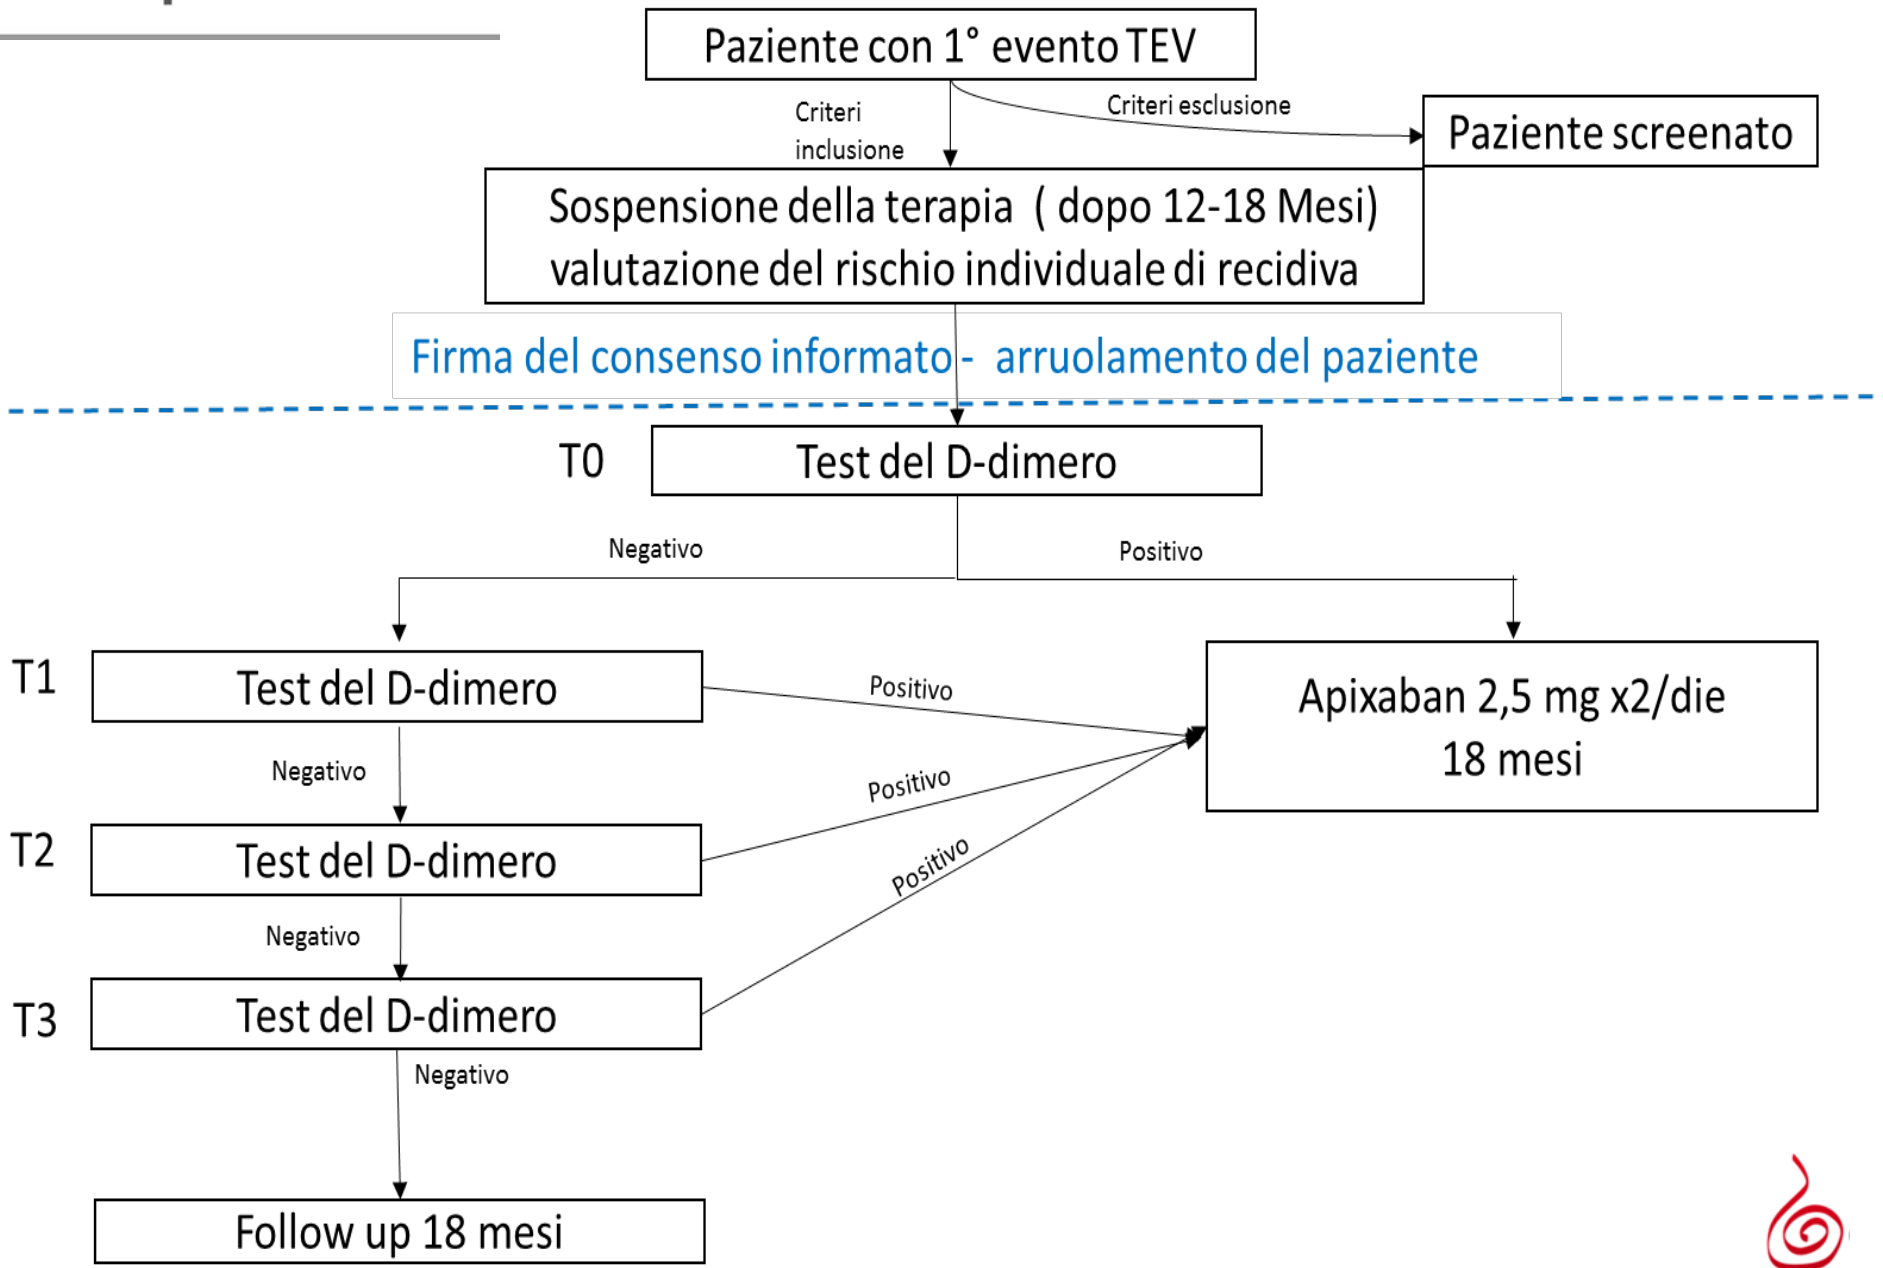 Paziente con 1° evento TEV
Criteri
inclusione
Criteri esclusione
Paziente screenato
Sospensione della terapia ( dopo 12-18 Mesi)
valutazione del rischio individuale di recidiva
Firma del consenso informato - arruolamento del paziente
T0
Test del D-dimero
Negativo
Positivo
T1
Test del D-dimero
Positivo
Apixaban 2,5 mg x2/die
18 mesi
Negativo
T2
Test del D-dimero
Positivo
Positivo
Negativo
T3
Test del D-dimero
Negativo
Follow up 18 mesi